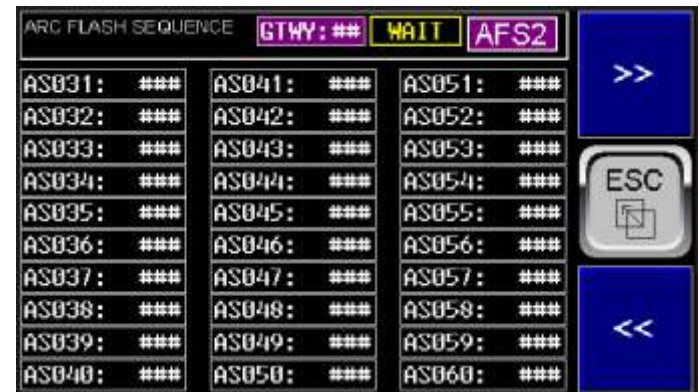 ARC FLASH SEQUENCE GTWY:## WAIT AFS2
AS031: ### AS041: ### AS051: ###
AS032: ### AS042: ### AS052: ###
AS033: ### AS043: ### AS053: ###
AS034: ### AS044: ### AS054: ###
AS035: ### AS045: ### AS055: ###
AS036: ### AS046: ### AS056: ###
AS037: ### AS047: ### AS057: ###
AS038: ### AS048: ### AS058: ###
AS039: ### AS049: ### AS059: ###
AS040: ### AS050: ### AS060: ###
>>
ESC
<<